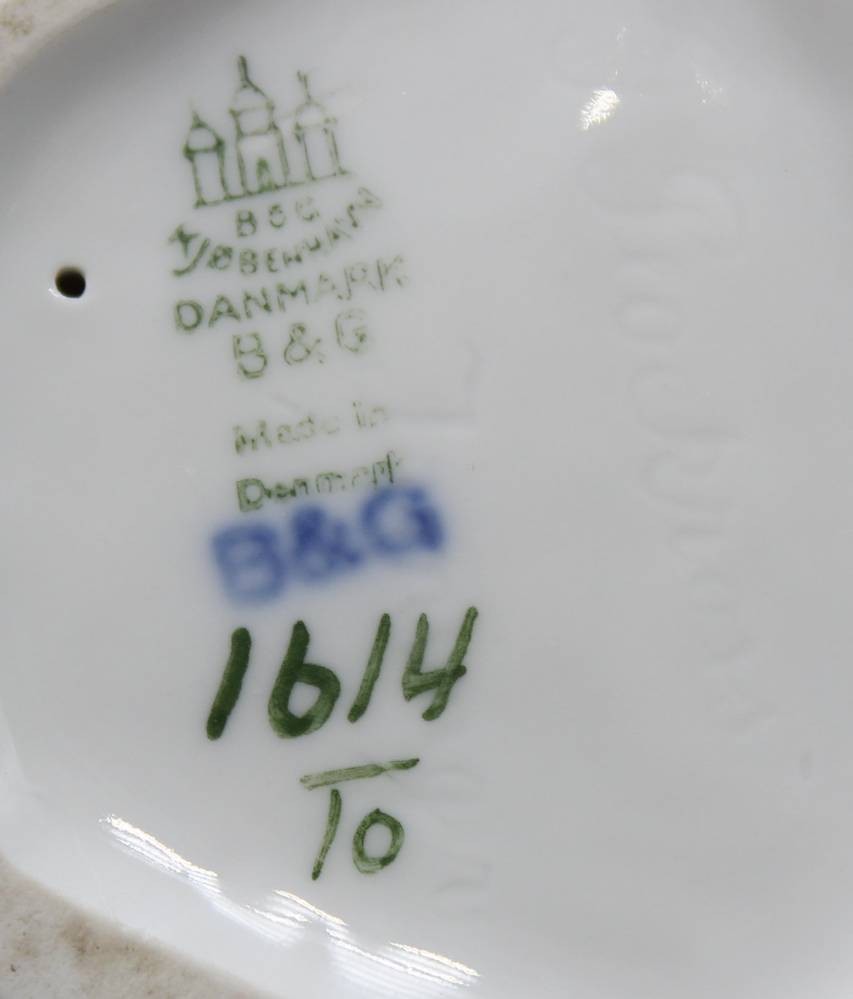 B&G
KJØBENHAVN
DANMARK
B & G
Made in
Denmark
B&G
1614
10